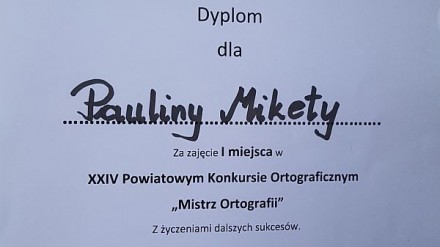 Dyplom
dla
Pauliny Mikety
Za zajęcie I miejsca w
XXIV Powiatowym Konkursie Ortograficznym
„Mistrz Ortografii”
Z życzeniami dalszych sukcesów.